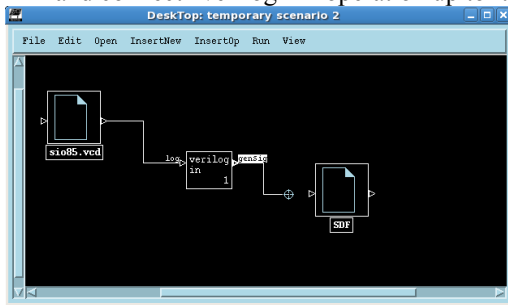 DeskTop: temporary scenario 2
File Edit Open InsertNew InsertOp Run View
sio85.vcd
log
verilog
in
1
genSig
SDF